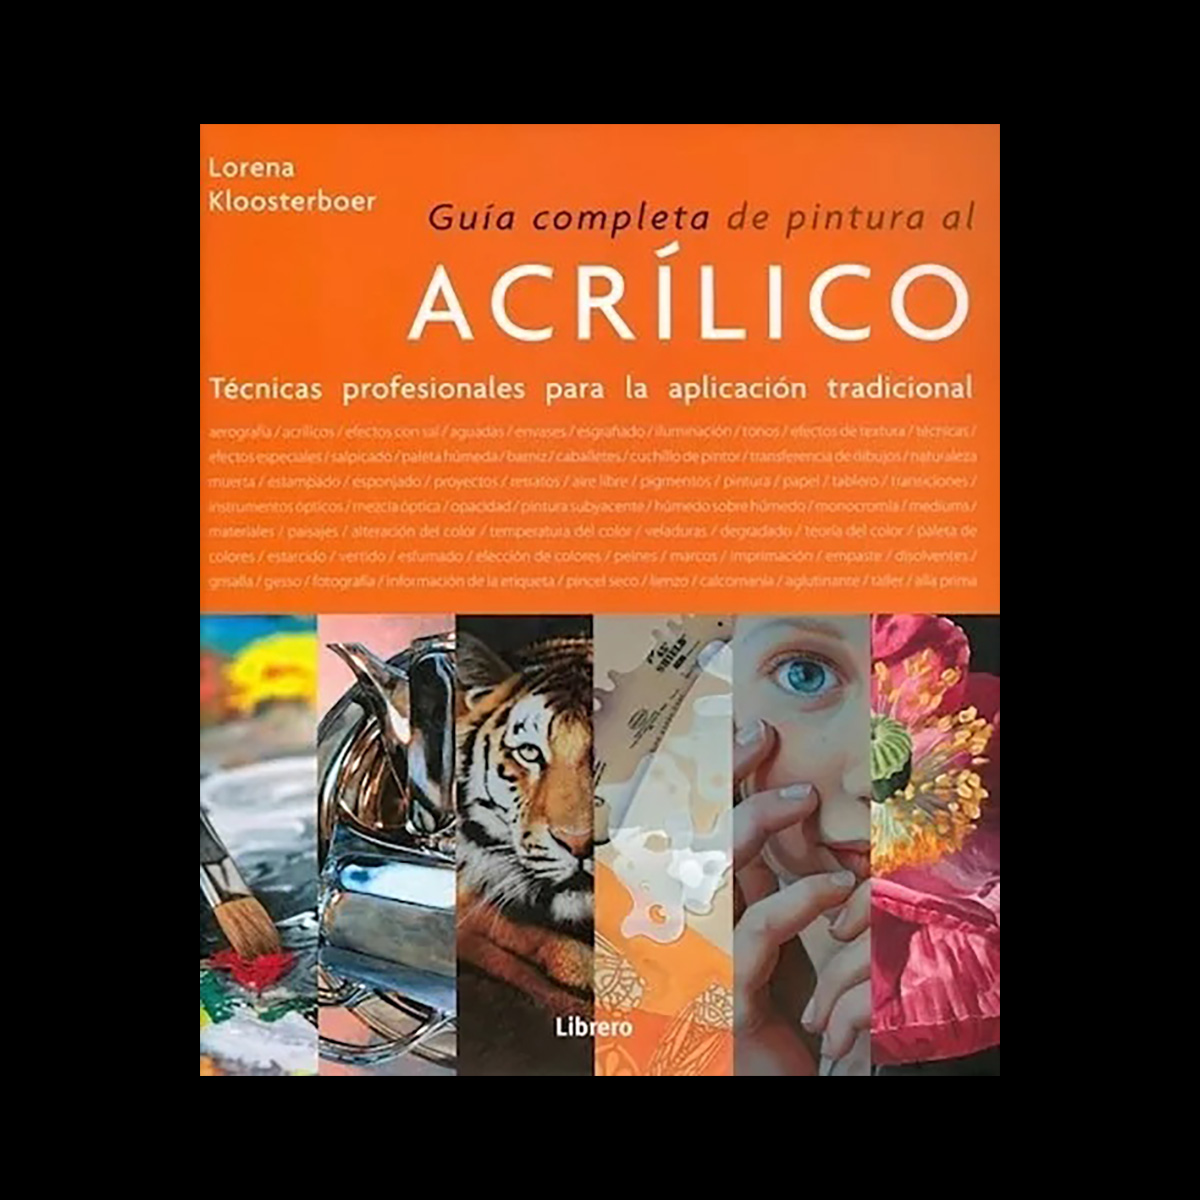 Lorena
Kloosterboer
Guía completa de pintura al
ACRÍLICO
Técnicas profesionales para la aplicación tradicional
aerografía / acrílicos / efectos con sal / aguadas / envases / esgrafiado / iluminación / tonos / efectos de textura / técnicas /
efectos especiales / salpicado / paleta húmeda / barniz / caballetes / cuchillo de pintor / transferencia de dibujos / naturaleza
muerta / estampado / esponjado / proyectos / retratos / aire libre / pigmentos / pintura / papel / tablero / transiciones /
instrumentos ópticos / mezcla óptica / opacidad / pintura subyacente / húmedo sobre húmedo / monocromía / mediums /
materiales / paisajes / alteración del color / temperatura del color / veladuras / degradado / teoría del color / paleta de
colores / estarcido / vertido / esfumado / elección de colores / peines / marcos / imprimación / empaste / disolventes /
grisalla / gesso / fotografía / información de la etiqueta / pincel seco / lienzo / calcomanía / aglutinante / taller / alla prima
SHIELD
Librero